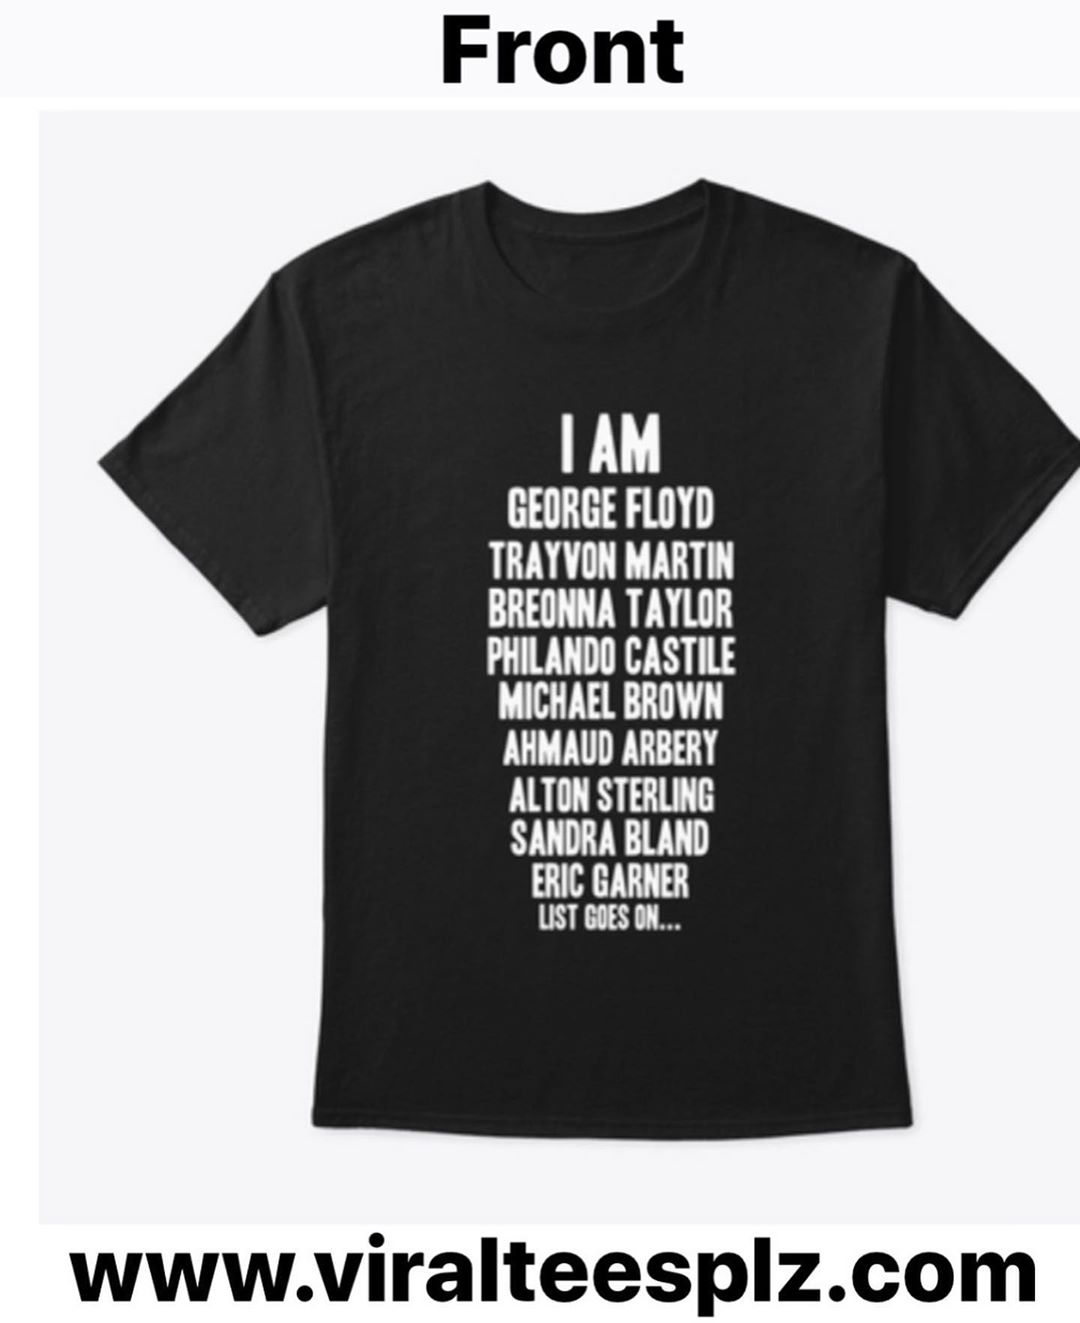 Front
I AM
GEORGE FLOYD
TRAYVON MARTIN
BREONNA TAYLOR
PHILANDO CASTILE
MICHAEL BROWN
AHMAUD ARBERY
ALTON STERLING
SANDRA BLAND
ERIC GARNER
LIST GOES ON...
www.viralteesplz.com